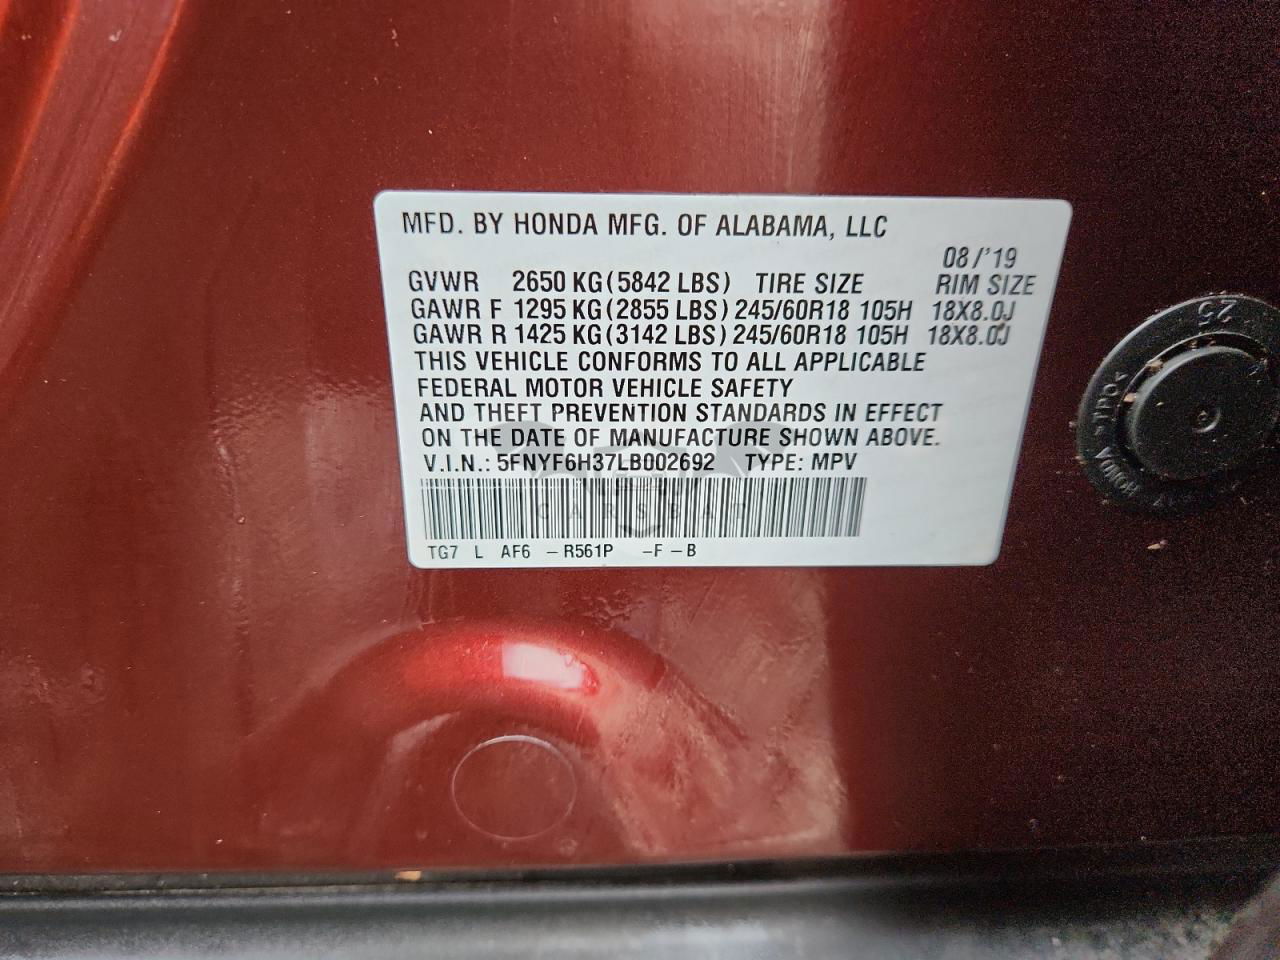 MFD. BY HONDA MFG. OF ALABAMA, LLC
08/'19
GVWR 2650 KG(5842 LBS) TIRE SIZE RIM SIZE
GAWR F 1295 KG(2855 LBS) 245/60R18 105H 18X8.0J
GAWR R 1425 KG(3142 LBS) 245/60R18 105H 18X8.0J
THIS VEHICLE CONFORMS TO ALL APPLICABLE
FEDERAL MOTOR VEHICLE SAFETY
AND THEFT PREVENTION STANDARDS IN EFFECT
ON THE DATE OF MANUFACTURE SHOWN ABOVE.
V.I.N.: 5FNYF6H37LB002692 TYPE: MPV
CARSBAT
TG7 L AF6 -R561P -F-B
25
HONDA